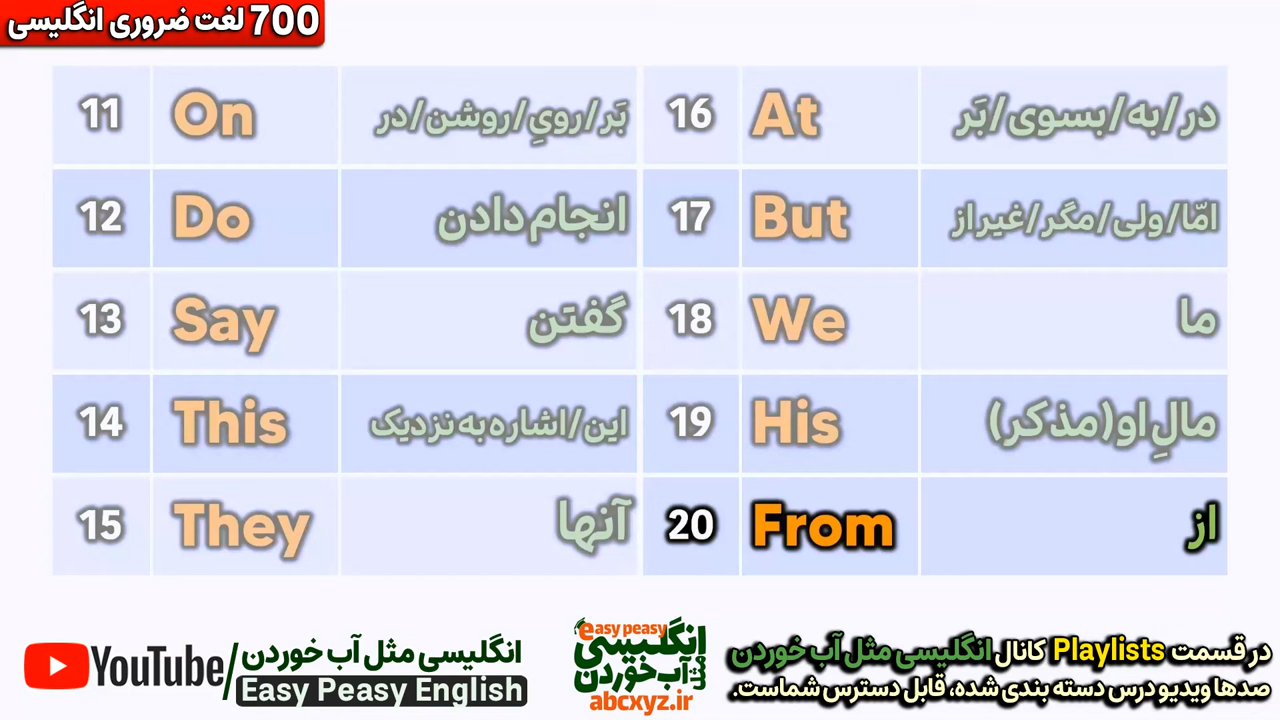 700 لغت ضروری انگلیسی
11 On بَر/رویِ/روشن/در
16 At در/به/بسوی/بَر
12 Do انجام دادن
17 But امّا/ولی/مگر/غیر از
13 Say گفتن
18 We ما
14 This این/اشاره به نزدیک
19 His مالِ او(مذکر)
15 They آنها
20 From از
YouTube/انگلیسی مثل آب خوردن
Easy Peasy English
easy peasy
انگلیسی
مثل آب خوردن
abcxyz.ir
در قسمت Playlists کانال انگلیسی مثل آب خوردن
صدها ویدیو درس دسته بندی شده، قابل دسترس شماست.